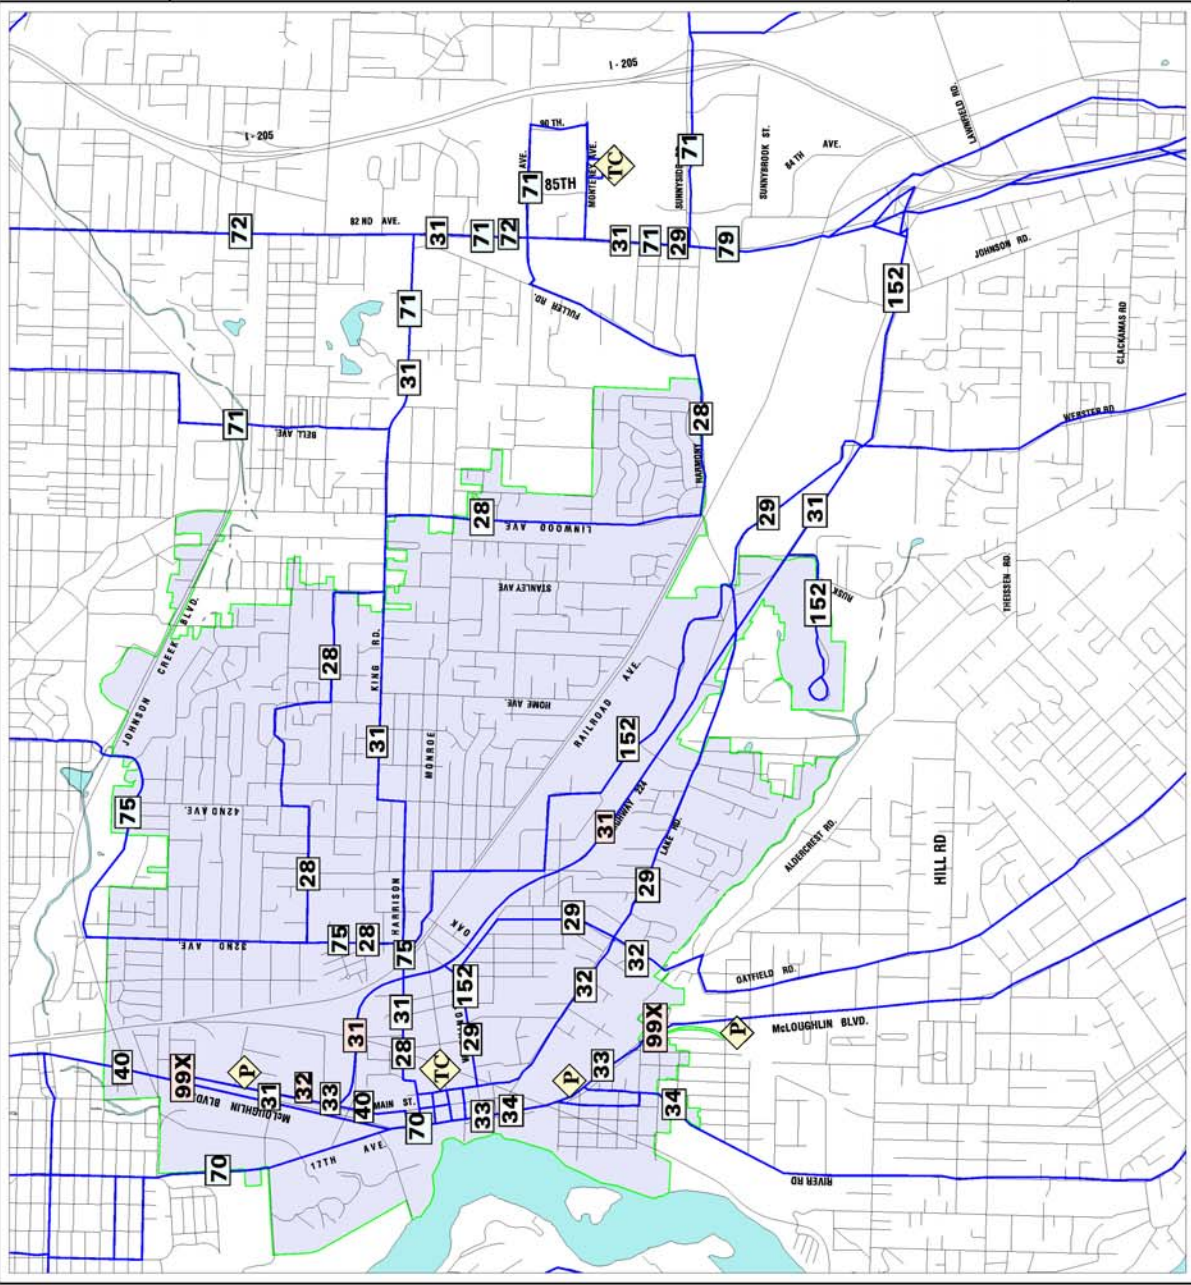 I - 205
I - 205
LAWNFIELD RD.
90 TH.
AVE.
71
85TH
MONTEREY AVE.
TC
SUNNYSIDE
71
SUNNYBROOK ST.
84 TH AVE.
72
82 ND AVE.
31
71
72
31
71
29
79
JOHNSON RD.
152
71
FULLER RD.
CLACKAMAS RD
31
71
BELL AVE.
28
HARMONY
WEBSTER RD
28
LINWOOD AVE
29
31
STANLEY AVE
THEISSEN RD.
RUSK
152
JOHNSON CREEK BLVD.
28
KING RD.
HOME AVE.
RAILROAD AVE.
31
MONROE
152
75
42ND AVE.
31
HIGHWAY 224
LAKE RD.
ALDERCREST RD.
HILL RD
28
29
HARRISON
OAK
29
32ND AVE.
75
28
75
32
OATFIELD RD.
152
32
31
31
28
29
99X
P
McLOUGHLIN BLVD.
40
99X
P
TC
31
32
33
40
MAIN ST.
P
33
McLOUGHLIN BLVD
70
33
34
34
17TH AVE.
70
RIVER RD